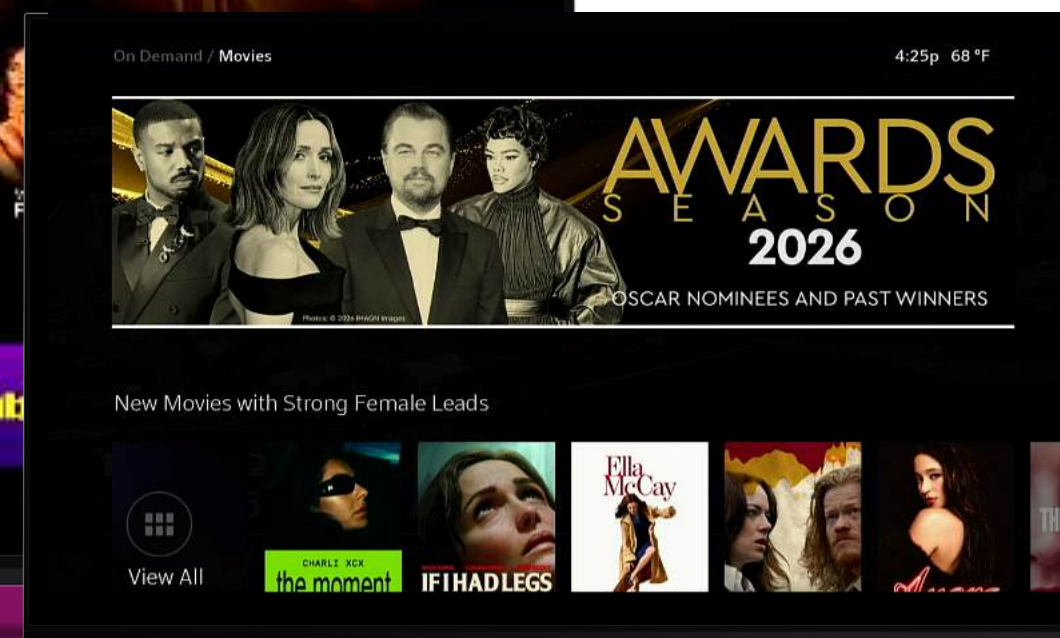 On Demand / Movies
4:25p 68 °F
AWARDS
SEASON
2026
OSCAR NOMINEES AND PAST WINNERS
Photos: © 2026 IMAGN Images
New Movies with Strong Female Leads
View All
CHARLI XCX
the moment
IF I HAD LEGS
Ella
McCay